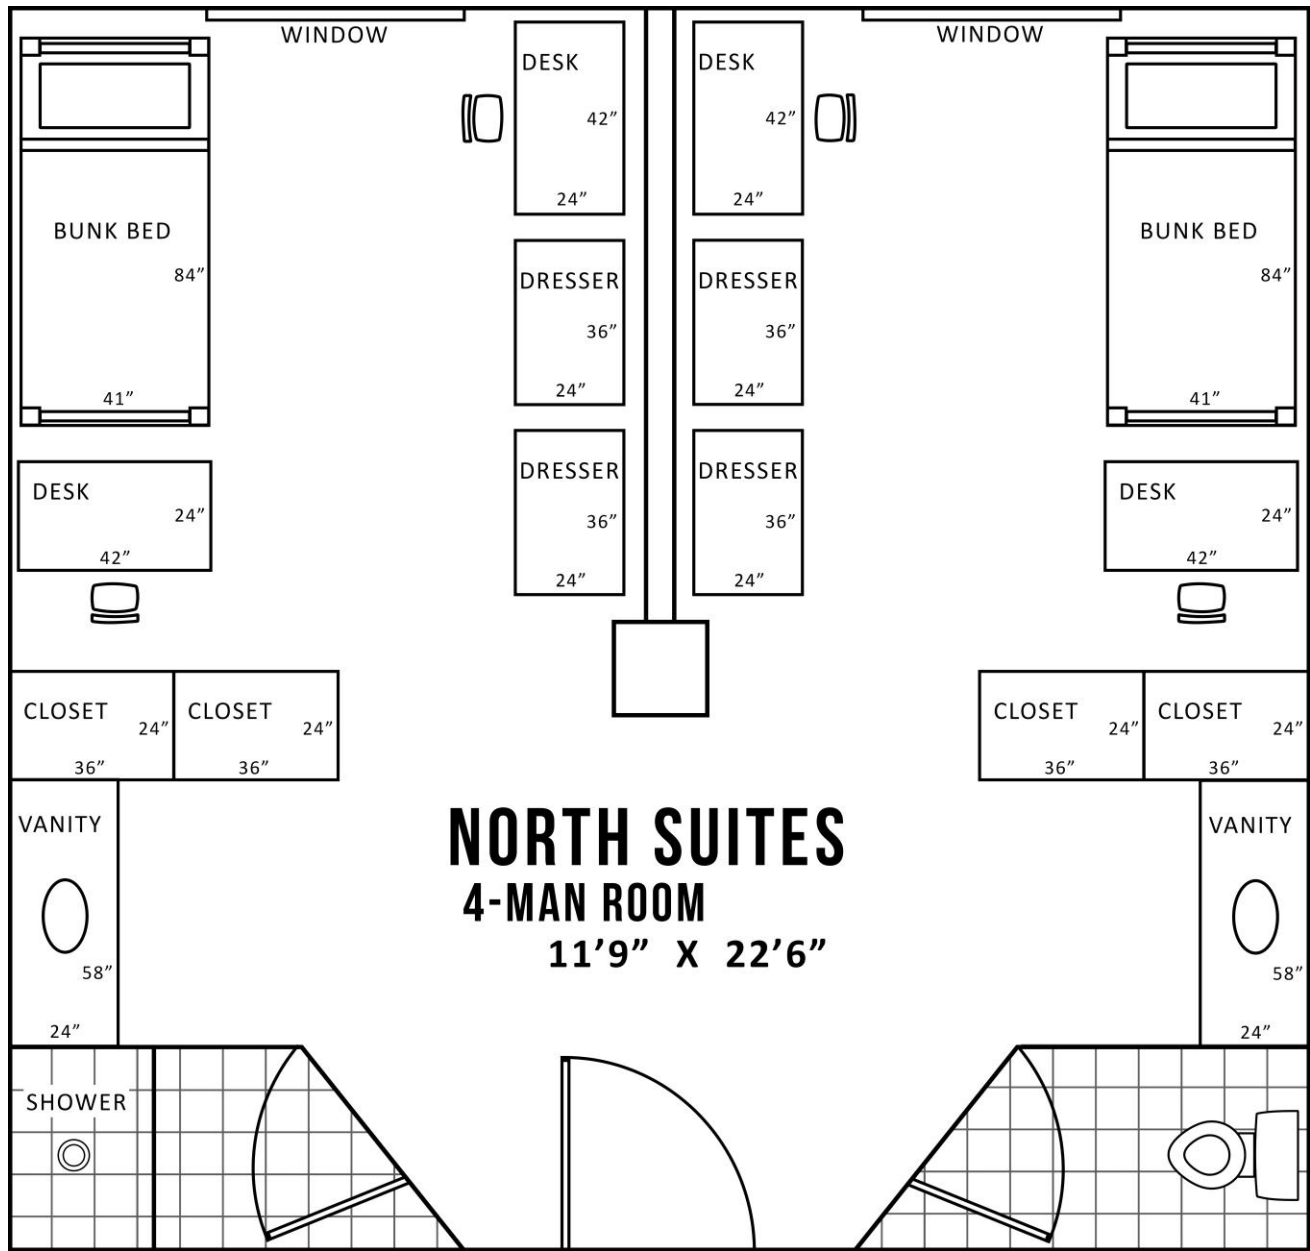 WINDOW
WINDOW
DESK
42”
24”
DESK
42”
24”
BUNK BED
84”
41”
BUNK BED
84”
41”
DRESSER
36”
24”
DRESSER
36”
24”
DRESSER
36”
24”
DRESSER
36”
24”
DESK
24”
42”
DESK
24”
42”
CLOSET
24”
36”
CLOSET
24”
36”
CLOSET
24”
36”
CLOSET
24”
36”
VANITY
58”
24”
VANITY
58”
24”
NORTH SUITES
4-MAN ROOM
11’9” X 22’6”
SHOWER